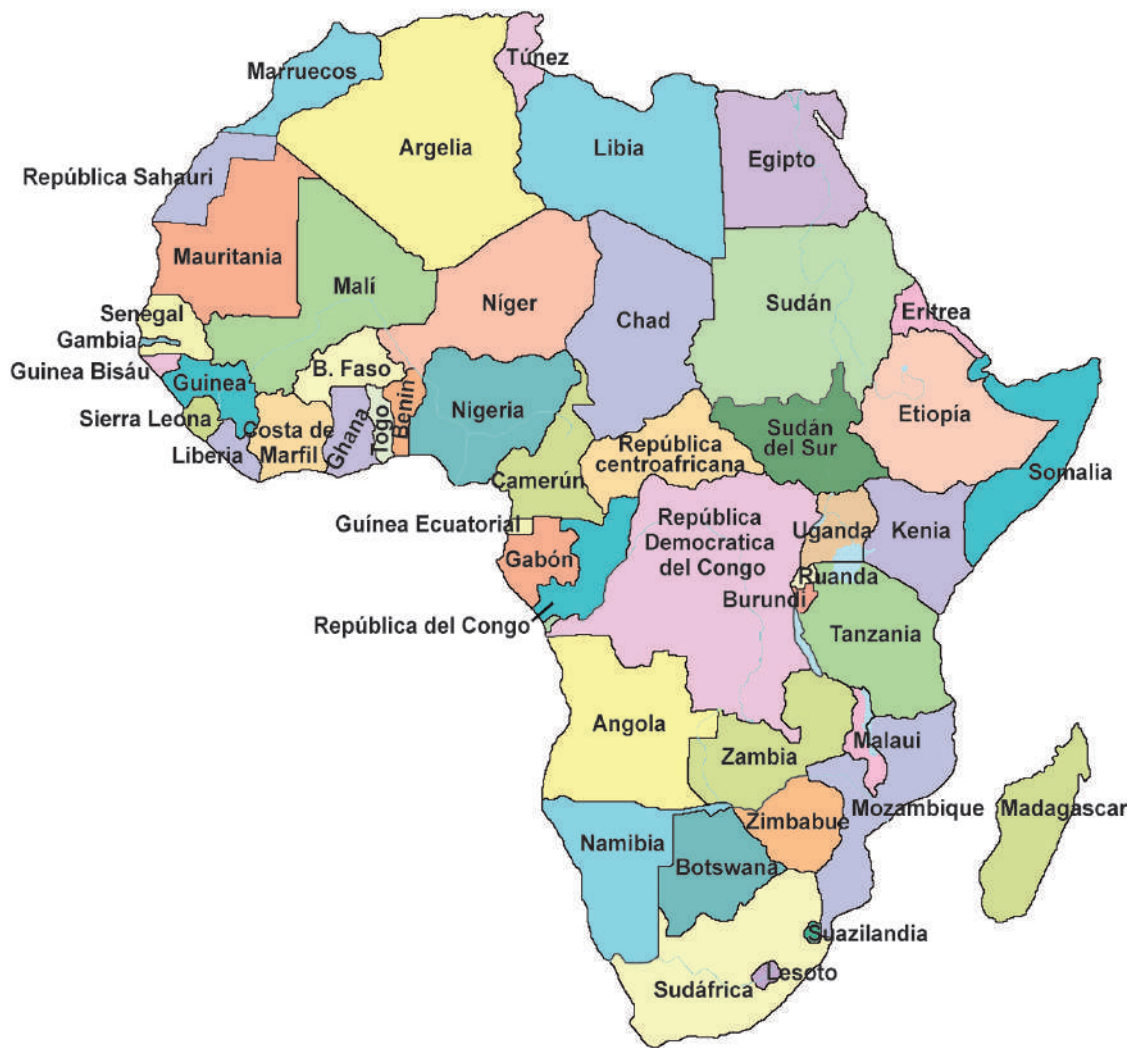 Túnez
Marruecos
Argelia
Libia
Egipto
República Sahauri
Mauritania
Malí
Níger
Chad
Sudán
Eritrea
Senegal
Gambia
Guinea Bisáu
Guinea
B. Faso
Nigeria
Benin
Togo
Ghana
Sierra Leona
Costa de
Marfil
Liberia
República
centroafricana
Sudán
del Sur
Etiopía
Somalia
Camerún
Guínea Ecuatorial
Gabón
República
Democratica
del Congo
Uganda
Kenia
Ruanda
Burundi
República del Congo
Tanzania
Angola
Zambia
Malaui
Mozambique
Madagascar
Zimbabue
Namibia
Botswana
Suazilandia
Lesoto
Sudáfrica